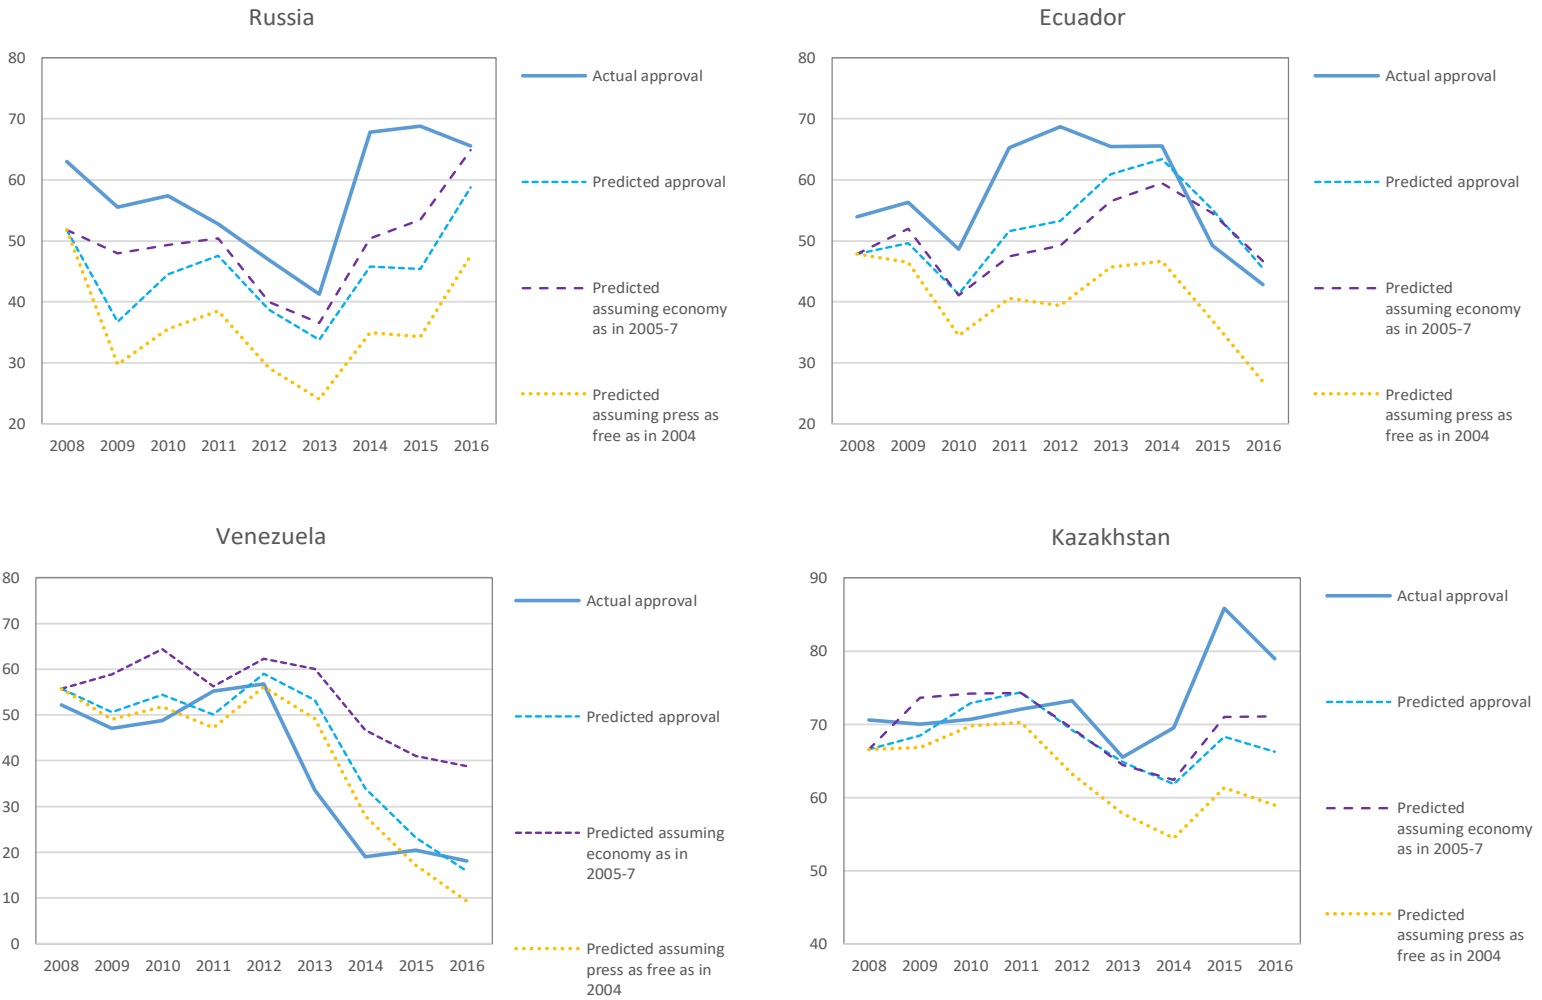 Russia
80
70
60
50
40
30
20
2008 2009 2010 2011 2012 2013 2014 2015 2016
Actual approval
Predicted approval
Predicted
assuming economy
as in 2005-7
Predicted
assuming press as
free as in 2004
Ecuador
80
70
60
50
40
30
20
2008 2009 2010 2011 2012 2013 2014 2015 2016
Actual approval
Predicted approval
Predicted
assuming economy
as in 2005-7
Predicted
assuming press as
free as in 2004
Venezuela
80
70
60
50
40
30
20
10
0
2008 2009 2010 2011 2012 2013 2014 2015 2016
Actual approval
Predicted approval
Predicted assuming
economy as in
2005-7
Predicted assuming
press as free as in
2004
Kazakhstan
90
80
70
60
50
40
2008 2009 2010 2011 2012 2013 2014 2015 2016
Actual approval
Predicted approval
Predicted
assuming economy
as in 2005-7
Predicted
assuming press as
free as in 2004